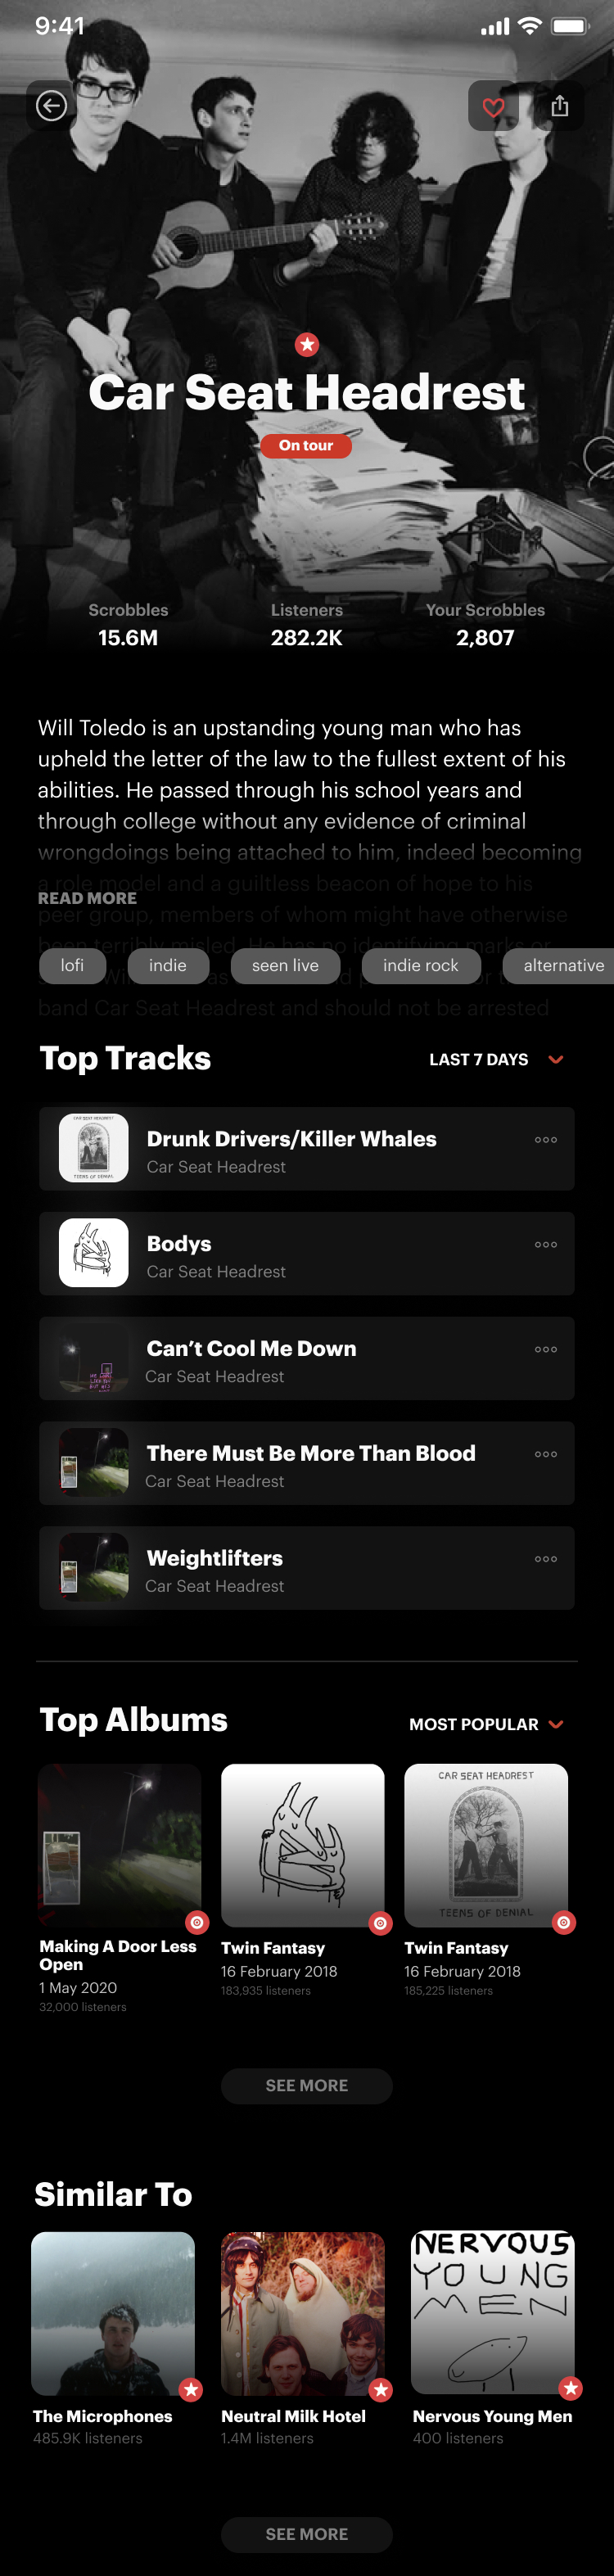 9:41
Car Seat Headrest
On tour
Scrobbles Listeners Your Scrobbles
15.6M 282.2K 2,807
Will Toledo is an upstanding young man who has
upheld the letter of the law to the fullest extent of his
abilities. He passed through his school years and
through college without any evidence of criminal
wrongdoings being attached to him, indeed becoming
a role model and a guiltless beacon of hope to his
READ MORE
peer group, members of whom might have otherwise
been terribly misled. He has no identifying marks or
lofi indie seen live indie rock alternative
band Car Seat Headrest and should not be arrested
Top Tracks LAST 7 DAYS
CAR SEAT HEADREST
TEENS OF DENIAL
Drunk Drivers/Killer Whales
Car Seat Headrest
Bodys
Car Seat Headrest
Can’t Cool Me Down
Car Seat Headrest
There Must Be More Than Blood
Car Seat Headrest
Weightlifters
Car Seat Headrest
Top Albums MOST POPULAR
CAR SEAT HEADREST
TEENS OF DENIAL
Making A Door Less Open
1 May 2020
32,000 listeners
Twin Fantasy
16 February 2018
183,935 listeners
Twin Fantasy
16 February 2018
185,225 listeners
SEE MORE
Similar To
NERVOUS
YOUNG
MEN
The Microphones
485.9K listeners
Neutral Milk Hotel
1.4M listeners
Nervous Young Men
400 listeners
SEE MORE